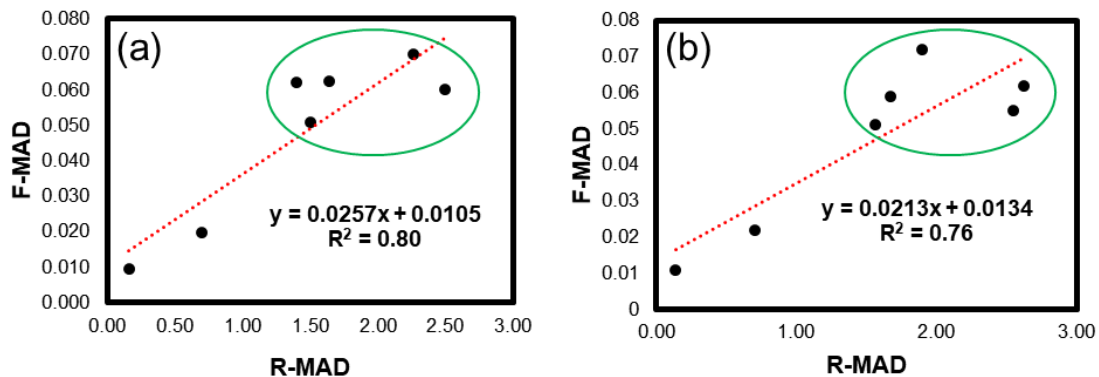 (a)
F-MAD
0.080
0.070
0.060
0.050
0.040
0.030
0.020
0.010
0.000
y = 0.0257x + 0.0105
R² = 0.80
0.00 0.50 1.00 1.50 2.00 2.50 3.00
R-MAD
(b)
F-MAD
0.08
0.07
0.06
0.05
0.04
0.03
0.02
0.01
0
y = 0.0213x + 0.0134
R² = 0.76
0.00 1.00 2.00 3.00
R-MAD